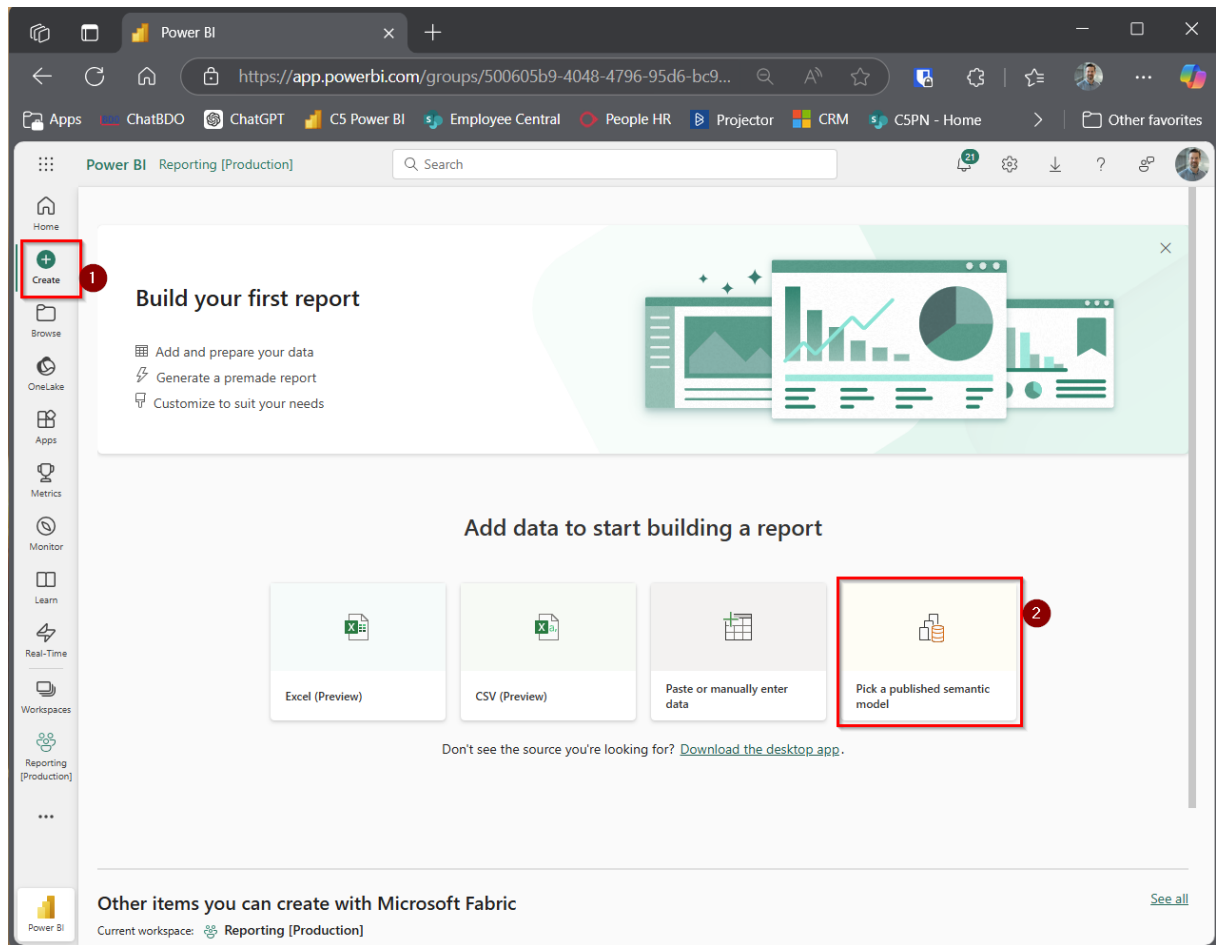 Power BI
https://app.powerbi.com/groups/500605b9-4048-4796-95d6-bc9...
Apps
ChatBDO
ChatGPT
C5 Power BI
Employee Central
People HR
Projector
CRM
C5PN - Home
Other favorites
Power BI Reporting [Production]
Search
21
Home
Create
1
Browse
OneLake
Apps
Metrics
Monitor
Learn
Real-Time
Workspaces
Reporting
[Production]
Power BI
Build your first report
Add and prepare your data
Generate a premade report
Customize to suit your needs
Add data to start building a report
Excel (Preview)
CSV (Preview)
Paste or manually enter
data
Pick a published semantic
model
2
Don't see the source you're looking for? Download the desktop app.
Other items you can create with Microsoft Fabric
See all
Current workspace: Reporting [Production]